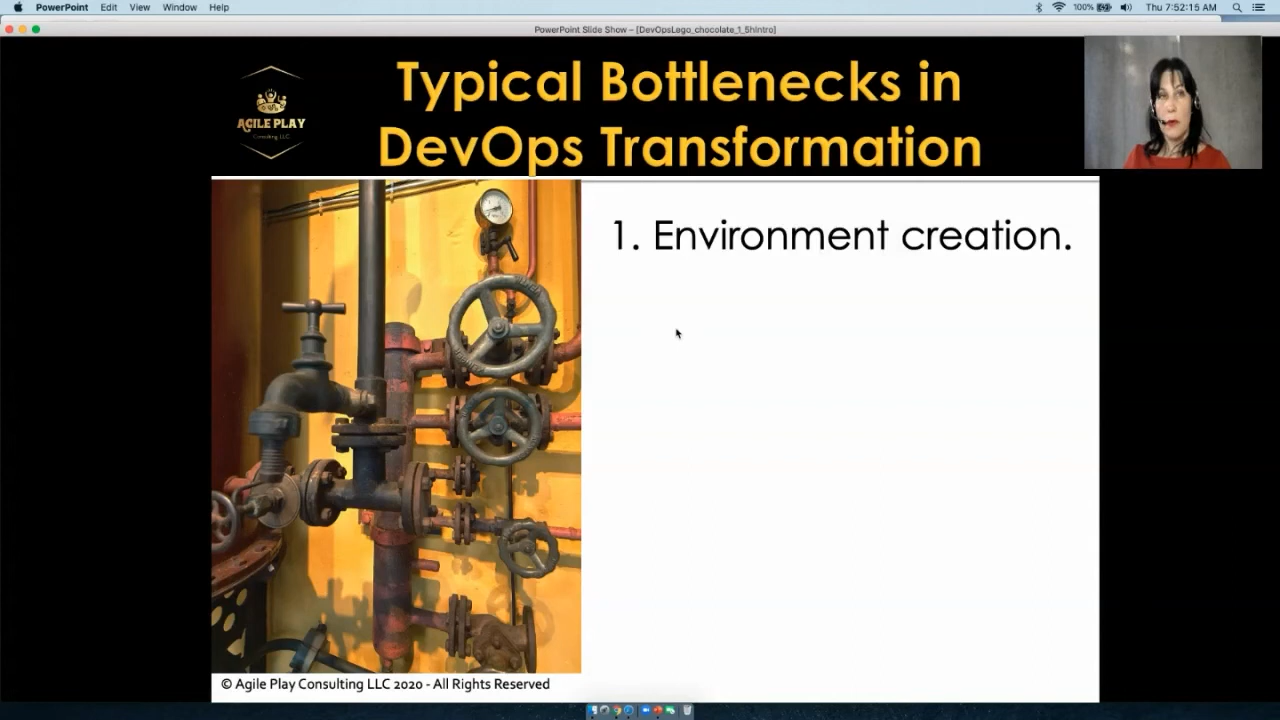 PowerPoint Edit View Window Help 100% Thu 7:52:15 AM
PowerPoint Slide Show – [DevOpsLego_chocolate_1_5hIntro]
Typical Bottlenecks in
DevOps Transformation
AGILE PLAY
Consulting LLC
1. Environment creation.
© Agile Play Consulting LLC 2020 - All Rights Reserved